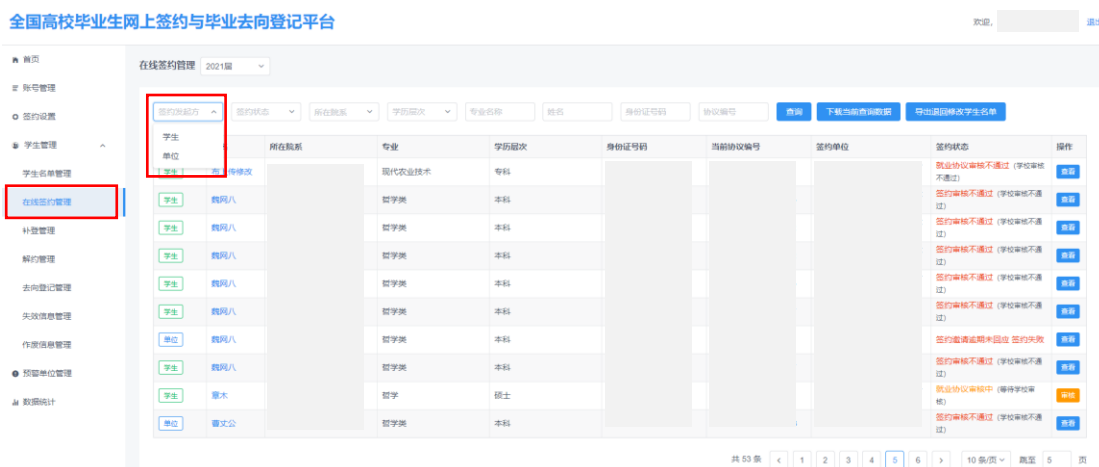 全国高校毕业生网上签约与毕业去向登记平台
欢迎,
退出
首页
账号管理
签约设置
学生管理
学生名单管理
在线签约管理
补登管理
解约管理
去向登记管理
失效信息管理
作废信息管理
预警单位管理
数据统计
在线签约管理 2021届
签约发起方 签约状态 所在院系 学历层次 专业名称 姓名 身份证号码 协议编号 查询 下载当前查询数据 导出退回修改学生名单
学生
单位
所在院系 专业 学历层次 身份证号码 当前协议编号 签约单位 签约状态 操作
学生 传修改 现代农业技术 专科 就业协议审核不通过 (学校审核不通过) 查看
学生 魏网八 哲学类 本科 签约审核不通过 (学校审核不通过) 查看
学生 魏网八 哲学类 本科 签约审核不通过 (学校审核不通过) 查看
学生 魏网八 哲学类 本科 签约审核不通过 (学校审核不通过) 查看
学生 魏网八 哲学类 本科 签约审核不通过 (学校审核不通过) 查看
学生 魏网八 哲学类 本科 签约审核不通过 (学校审核不通过) 查看
单位 魏网八 哲学类 本科 签约邀请逾期未回应 签约失败 查看
学生 魏网八 哲学类 本科 签约审核不通过 (学校审核不通过) 查看
学生 意木 哲学 硕士 就业协议审核中 (等待学校审核) 审核
单位 曹丈公 哲学类 本科 签约审核不通过 (学校审核不通过) 查看
共 53 条 < 1 2 3 4 5 6 > 10 条/页 跳至 5 页